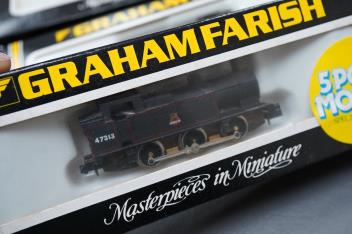 GRAHAM FARISH
47313
Masterpieces in Miniature